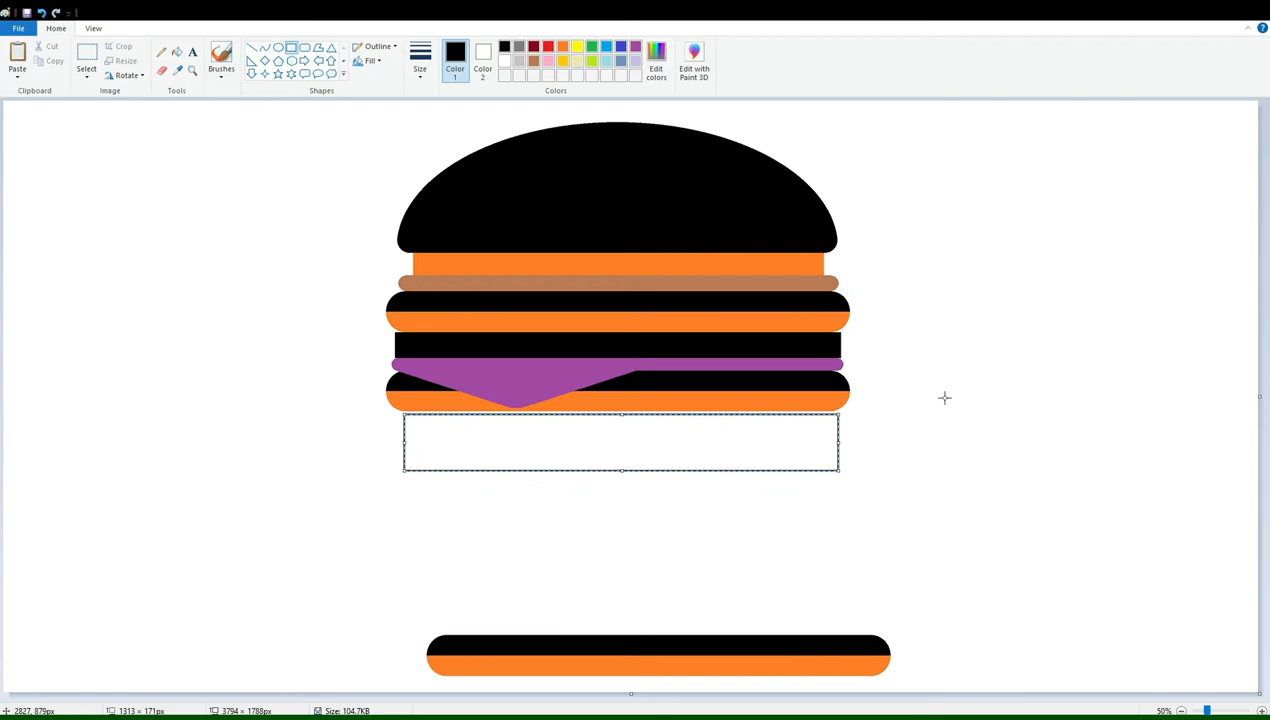 File Home View
Paste
Cut
Copy
Clipboard
Select
Crop
Resize
Rotate
Image
A
Tools
Brushes
Outline
Fill
Shapes
Size
Color
1
Color
2
Edit
colors
Colors
Edit with
Paint 3D
2827, 879px 1313 × 171px 3794 × 1788px Size: 104.7KB 50%